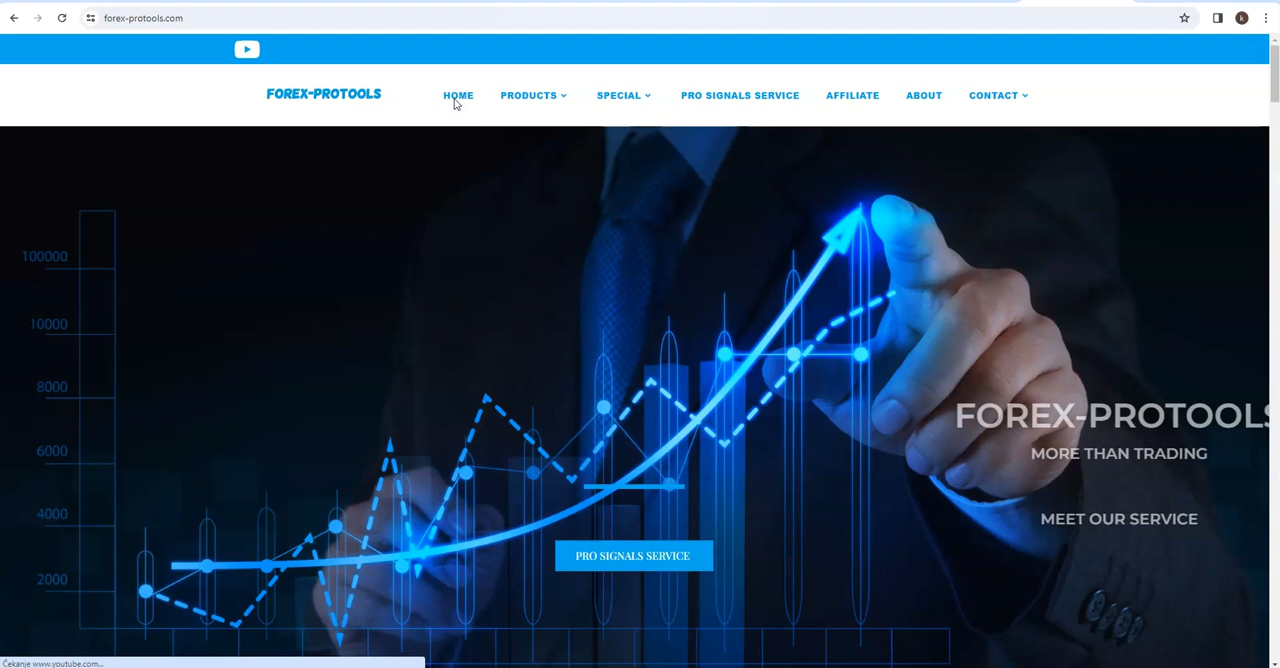 forex-protools.com
k
FOREX-PROTOOLS
HOME
PRODUCTS
SPECIAL
PRO SIGNALS SERVICE
AFFILIATE
ABOUT
CONTACT
100000
10000
8000
6000
4000
2000
FOREX-PROTOOLS
MORE THAN TRADING
MEET OUR SERVICE
PRO SIGNALS SERVICE
Čekanje www.youtube.com...